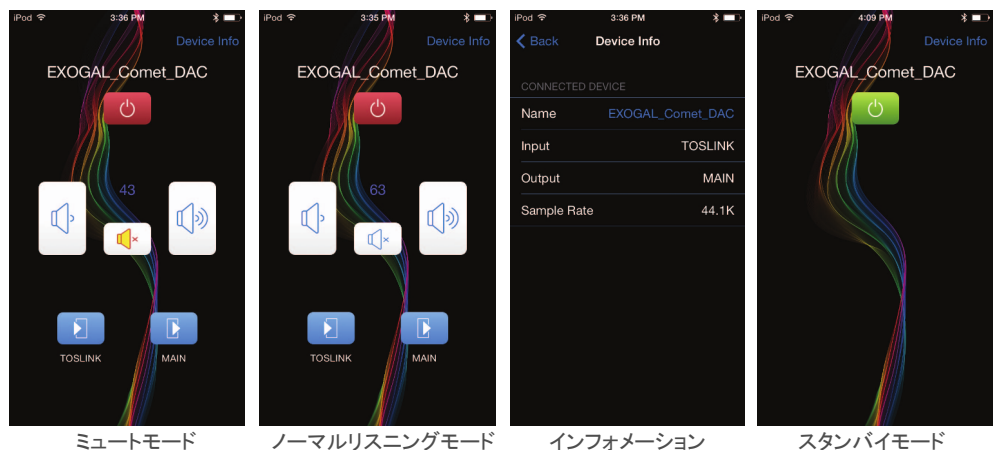 iPod 3:36 PM
Device Info
EXOGAL_Comet_DAC
43
TOSLINK MAIN
ミュートモード
iPod 3:35 PM
Device Info
EXOGAL_Comet_DAC
63
TOSLINK MAIN
ノーマルリスニングモード
iPod 3:36 PM
Back Device Info
CONNECTED DEVICE
Name EXOGAL_Comet_DAC
Input TOSLINK
Output MAIN
Sample Rate 44.1K
インフォメーション
iPod 4:09 PM
Device Info
EXOGAL_Comet_DAC
スタンバイモード